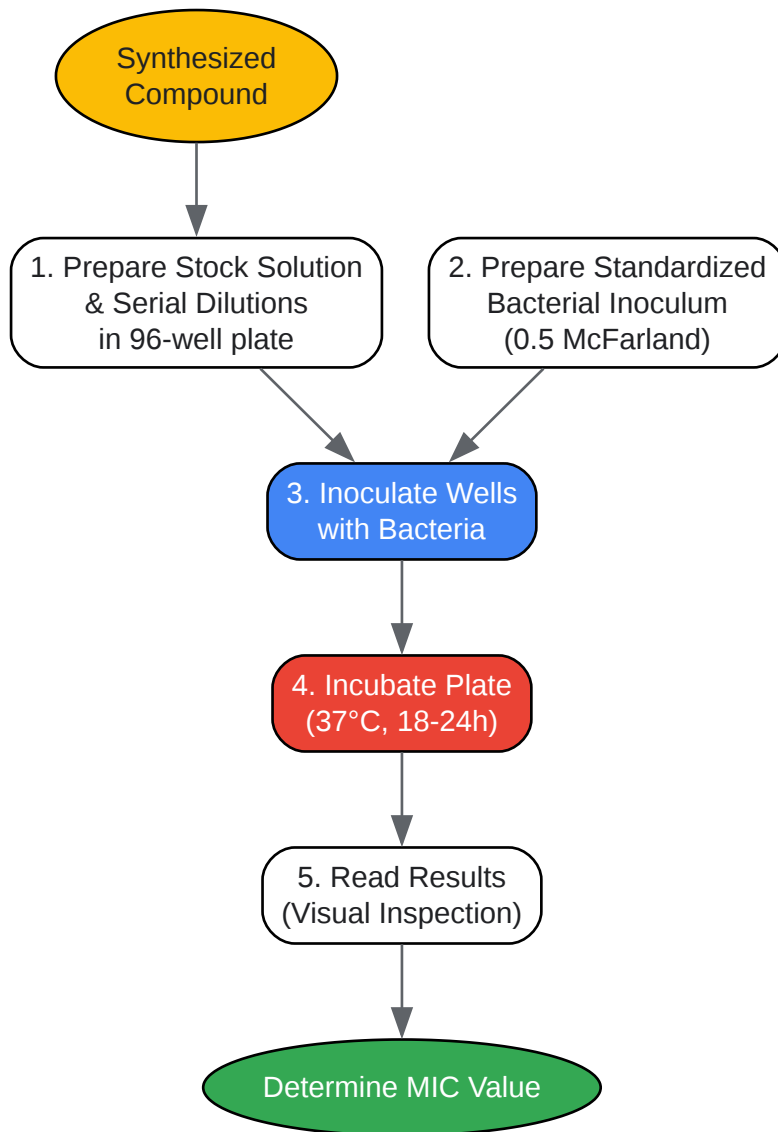 Synthesized
Compound
1. Prepare Stock Solution
& Serial Dilutions
in 96-well plate
2. Prepare Standardized
Bacterial Inoculum
(0.5 McFarland)
3. Inoculate Wells
with Bacteria
4. Incubate Plate
(37°C, 18-24h)
5. Read Results
(Visual Inspection)
Determine MIC Value